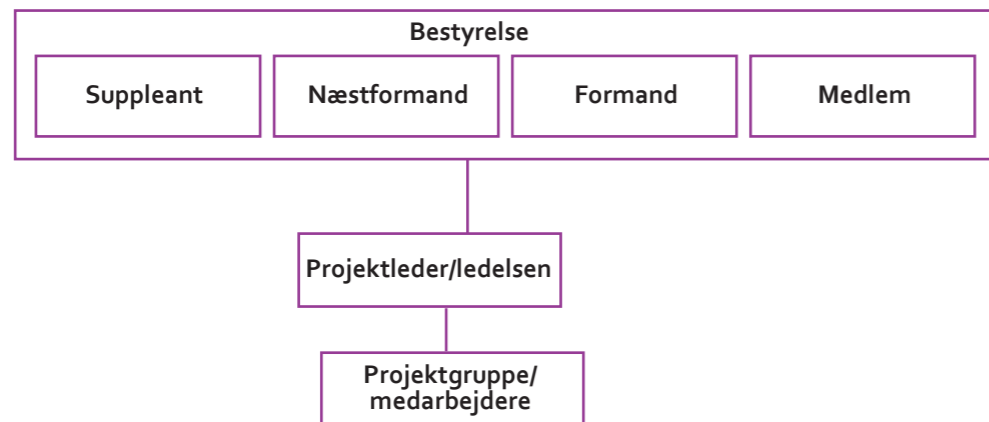 Bestyrelse
Suppleant
Næstformand
Formand
Medlem
Projektleder/ledelsen
Projektgruppe/
medarbejdere